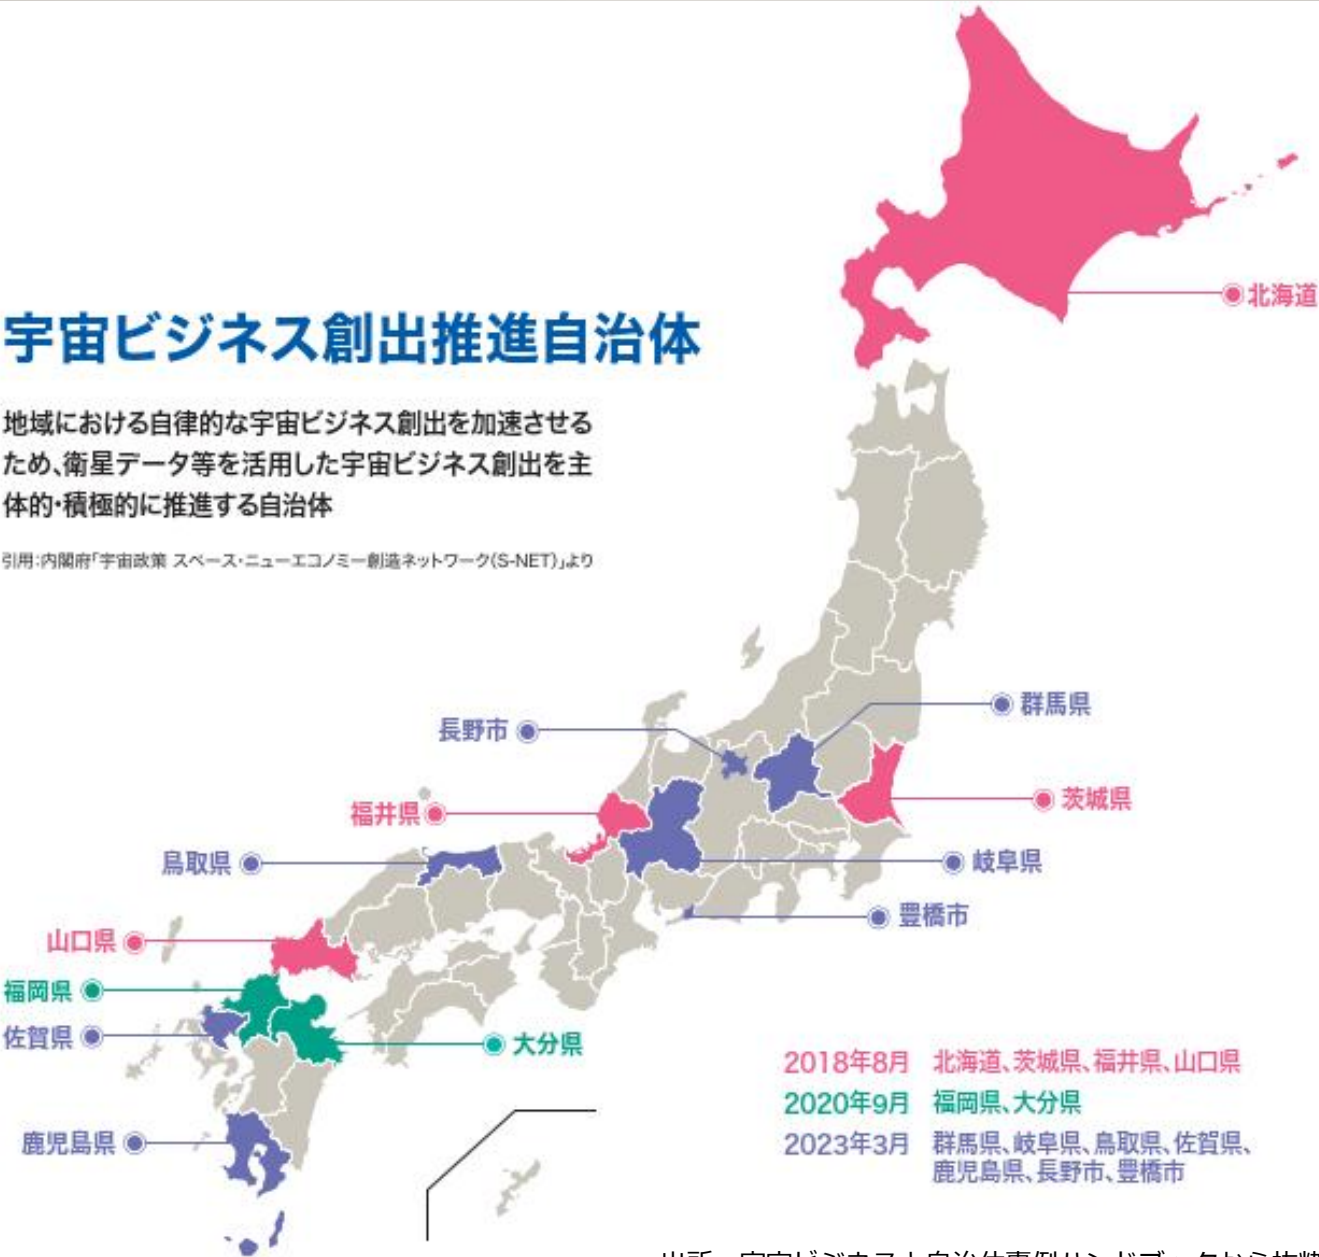 北海道
宇宙ビジネス創出推進自治体
地域における自律的な宇宙ビジネス創出を加速させる
ため、衛星データ等を活用した宇宙ビジネス創出を主
体的・積極的に推進する自治体
引用：内閣府「宇宙政策 スペース・ニューエコノミー創造ネットワーク(S-NET)」より
群馬県
長野市
茨城県
福井県
鳥取県
岐阜県
豊橋市
山口県
福岡県
佐賀県
大分県
鹿児島県
2018年8月 北海道、茨城県、福井県、山口県
2020年9月 福岡県、大分県
2023年3月 群馬県、岐阜県、鳥取県、佐賀県、
鹿児島県、長野市、豊橋市